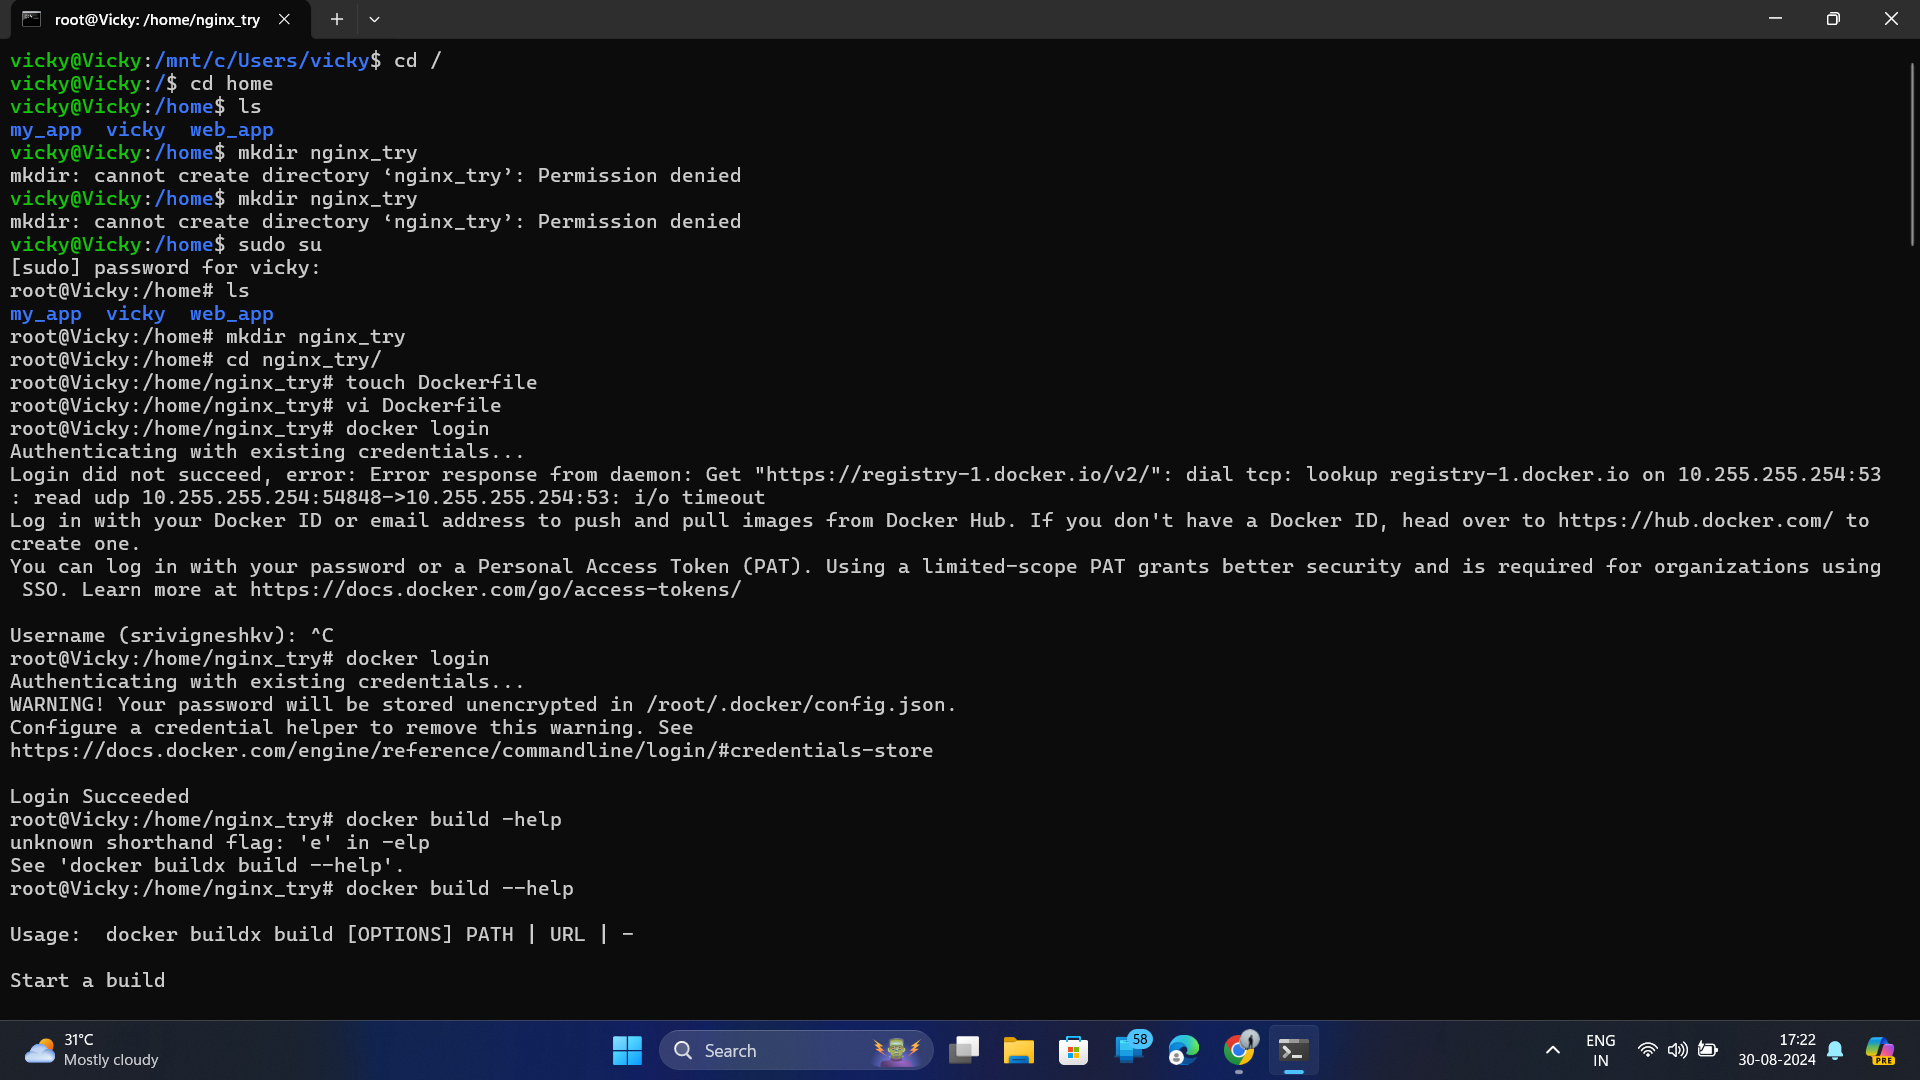 root@Vicky: /home/nginx_try
vicky@Vicky:/mnt/c/Users/vicky$ cd /
vicky@Vicky:/$ cd home
vicky@Vicky:/home$ ls
my_app  vicky  web_app
vicky@Vicky:/home$ mkdir nginx_try
mkdir: cannot create directory ‘nginx_try’: Permission denied
vicky@Vicky:/home$ mkdir nginx_try
mkdir: cannot create directory ‘nginx_try’: Permission denied
vicky@Vicky:/home$ sudo su
[sudo] password for vicky:
root@Vicky:/home# ls
my_app  vicky  web_app
root@Vicky:/home# mkdir nginx_try
root@Vicky:/home# cd nginx_try/
root@Vicky:/home/nginx_try# touch Dockerfile
root@Vicky:/home/nginx_try# vi Dockerfile
root@Vicky:/home/nginx_try# docker login
Authenticating with existing credentials...
Login did not succeed, error: Error response from daemon: Get "https://registry-1.docker.io/v2/": dial tcp: lookup registry-1.docker.io on 10.255.255.254:53
: read udp 10.255.255.254:54848->10.255.255.254:53: i/o timeout
Log in with your Docker ID or email address to push and pull images from Docker Hub. If you don't have a Docker ID, head over to https://hub.docker.com/ to
create one.
You can log in with your password or a Personal Access Token (PAT). Using a limited-scope PAT grants better security and is required for organizations using
 SSO. Learn more at https://docs.docker.com/go/access-tokens/
Username (srivigneshkv): ^C
root@Vicky:/home/nginx_try# docker login
Authenticating with existing credentials...
WARNING! Your password will be stored unencrypted in /root/.docker/config.json.
Configure a credential helper to remove this warning. See
https://docs.docker.com/engine/reference/commandline/login/#credentials-store
Login Succeeded
root@Vicky:/home/nginx_try# docker build -help
unknown shorthand flag: 'e' in -elp
See 'docker buildx build --help'.
root@Vicky:/home/nginx_try# docker build --help
Usage:  docker buildx build [OPTIONS] PATH | URL | -
Start a build
31°C
Mostly cloudy
Search
58
ENG
IN
17:22
30-08-2024
PRE